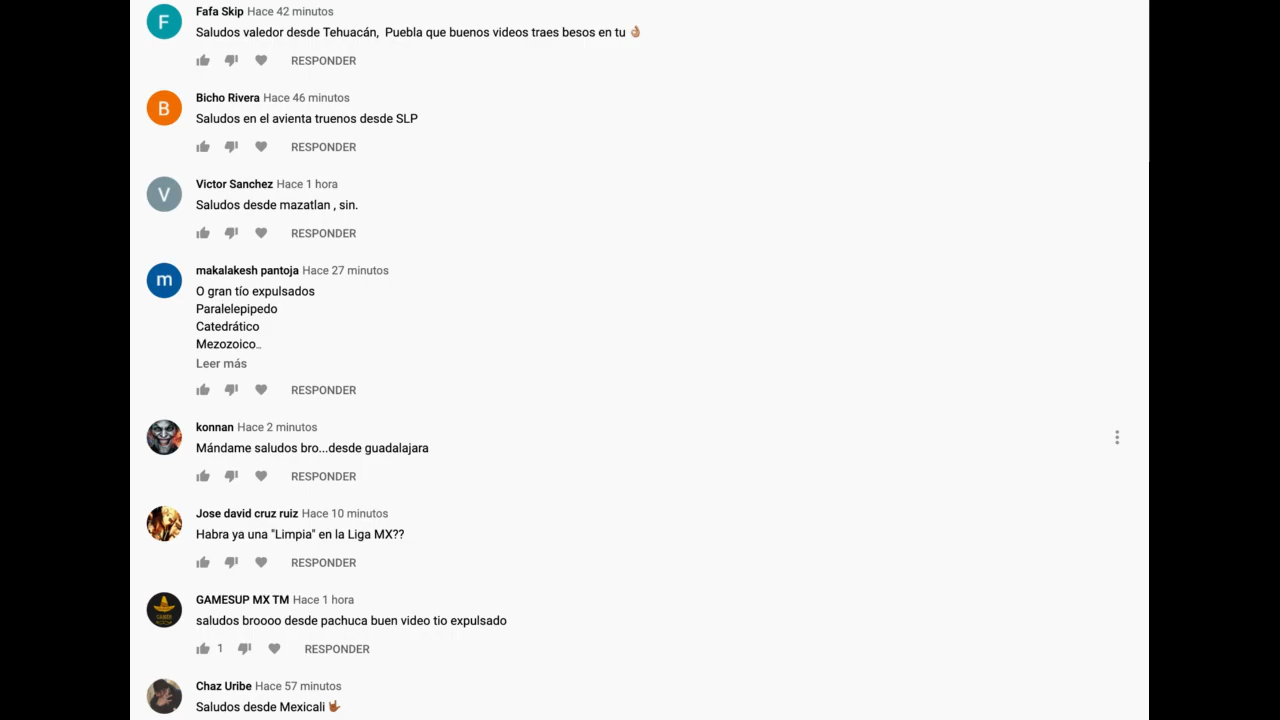 F
Fafa Skip Hace 42 minutos
Saludos valedor desde Tehuacán, Puebla que buenos videos traes besos en tu 👌🏽
RESPONDER
B
Bicho Rivera Hace 46 minutos
Saludos en el avienta truenos desde SLP
RESPONDER
V
Victor Sanchez Hace 1 hora
Saludos desde mazatlan , sin.
RESPONDER
m
makalakesh pantoja Hace 27 minutos
O gran tío expulsados
Paralelepipedo
Catedrático
Mezozoico...
Leer más
RESPONDER
konnan Hace 2 minutos
Mándame saludos bro...desde guadalajara
RESPONDER
Jose david cruz ruiz Hace 10 minutos
Habra ya una "Limpia" en la Liga MX??
RESPONDER
GAMESUP MX TM Hace 1 hora
saludos broooo desde pachuca buen video tio expulsado
1 RESPONDER
Chaz Uribe Hace 57 minutos
Saludos desde Mexicali 🤟🏾